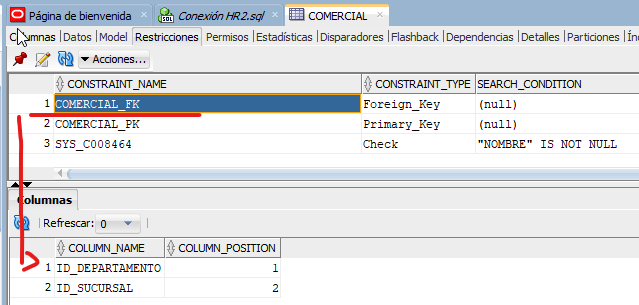 Página de bienvenida × Conexión HR2.sql × COMERCIAL ×
Columnas Datos Model Restricciones Permisos Estadísticas Disparadores Flashback Dependencias Detalles Particiones
Acciones...
CONSTRAINT_NAME CONSTRAINT_TYPE SEARCH_CONDITION
1 COMERCIAL_FK Foreign_Key (null)
2 COMERCIAL_PK Primary_Key (null)
3 SYS_C008464 Check "NOMBRE" IS NOT NULL
Columnas
Refrescar: 0
COLUMN_NAME COLUMN_POSITION
1 ID_DEPARTAMENTO 1
2 ID_SUCURSAL 2